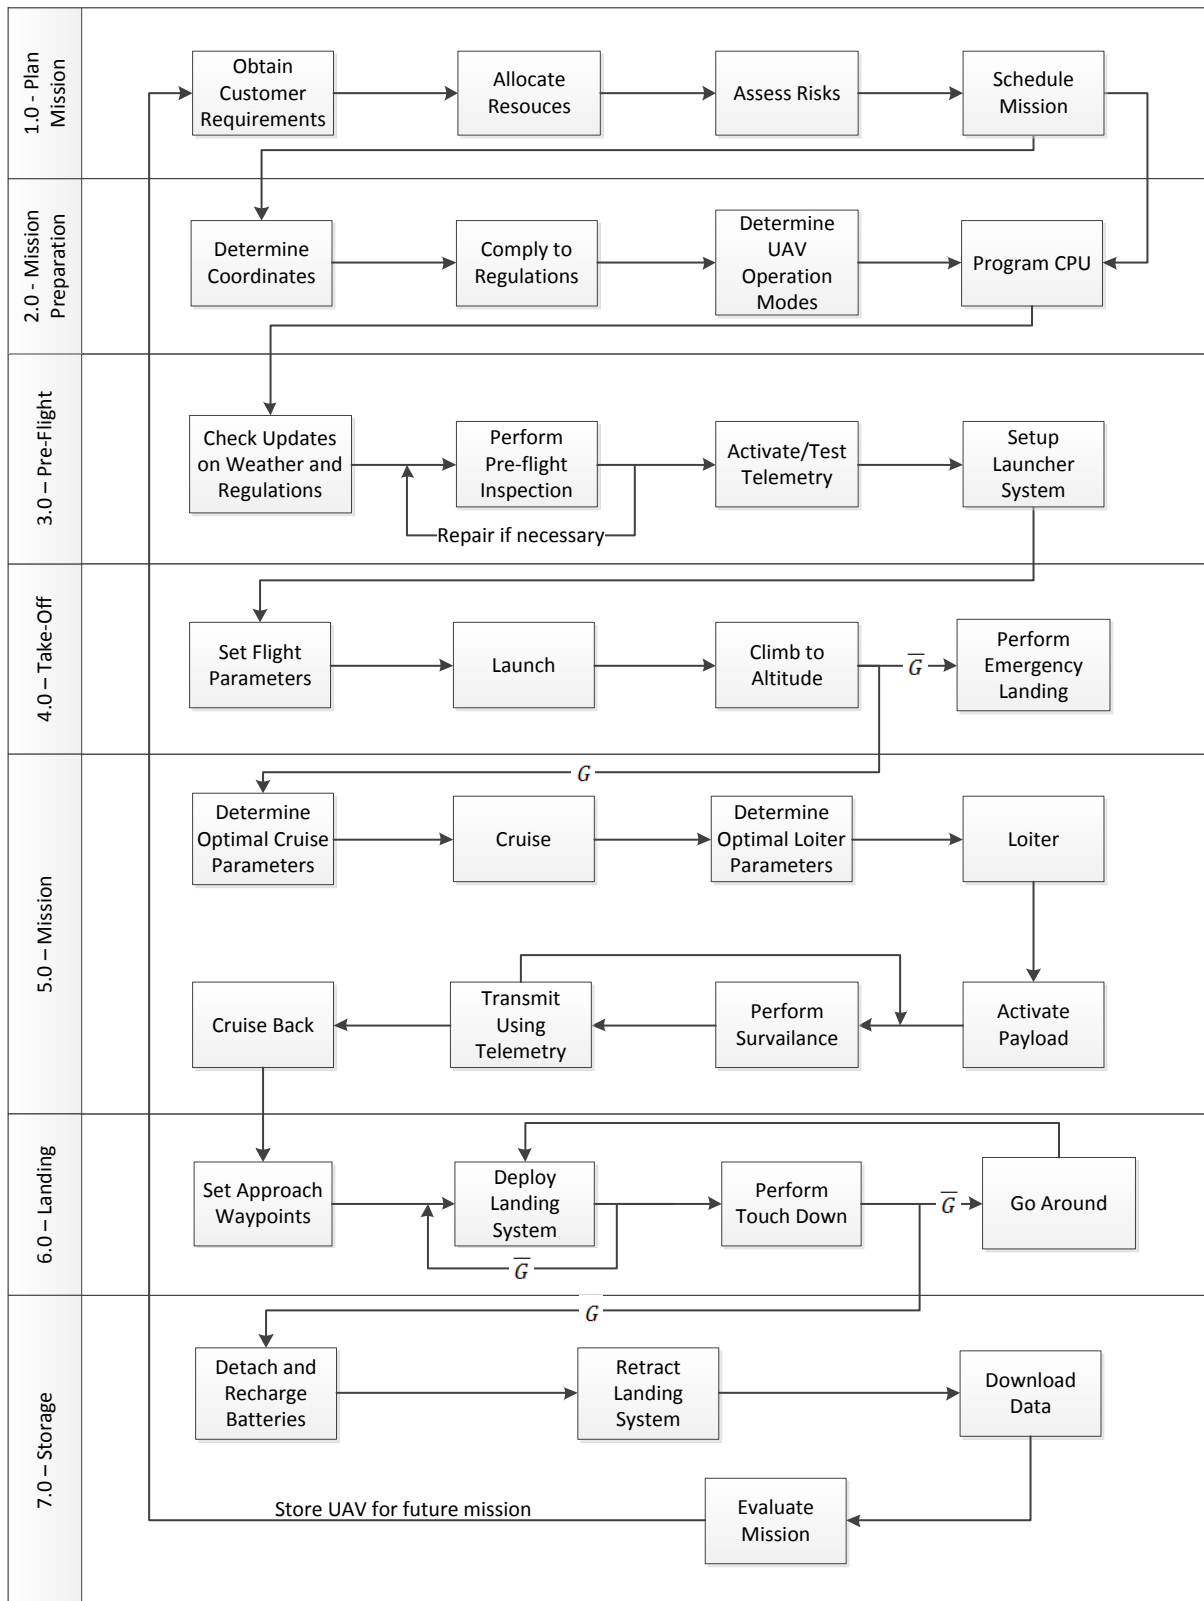 1.0 - Plan
Mission
Obtain
Customer
Requirements
Allocate
Resouces
Assess Risks
Schedule
Mission
2.0 - Mission
Preparation
Determine
Coordinates
Comply to
Regulations
Determine
UAV
Operation
Modes
Program CPU
3.0 – Pre-Flight
Check Updates
on Weather and
Regulations
Perform
Pre-flight
Inspection
Activate/Test
Telemetry
Setup
Launcher
System
Repair if necessary
4.0 – Take-Off
Set Flight
Parameters
Launch
Climb to
Altitude
G̅
Perform
Emergency
Landing
5.0 – Mission
G
Determine
Optimal Cruise
Parameters
Cruise
Determine
Optimal Loiter
Parameters
Loiter
Cruise Back
Transmit
Using
Telemetry
Perform
Survailance
Activate
Payload
6.0 – Landing
Set Approach
Waypoints
Deploy
Landing
System
G̅
Perform
Touch Down
G̅
Go Around
7.0 – Storage
G
Detach and
Recharge
Batteries
Retract
Landing
System
Download
Data
Store UAV for future mission
Evaluate
Mission